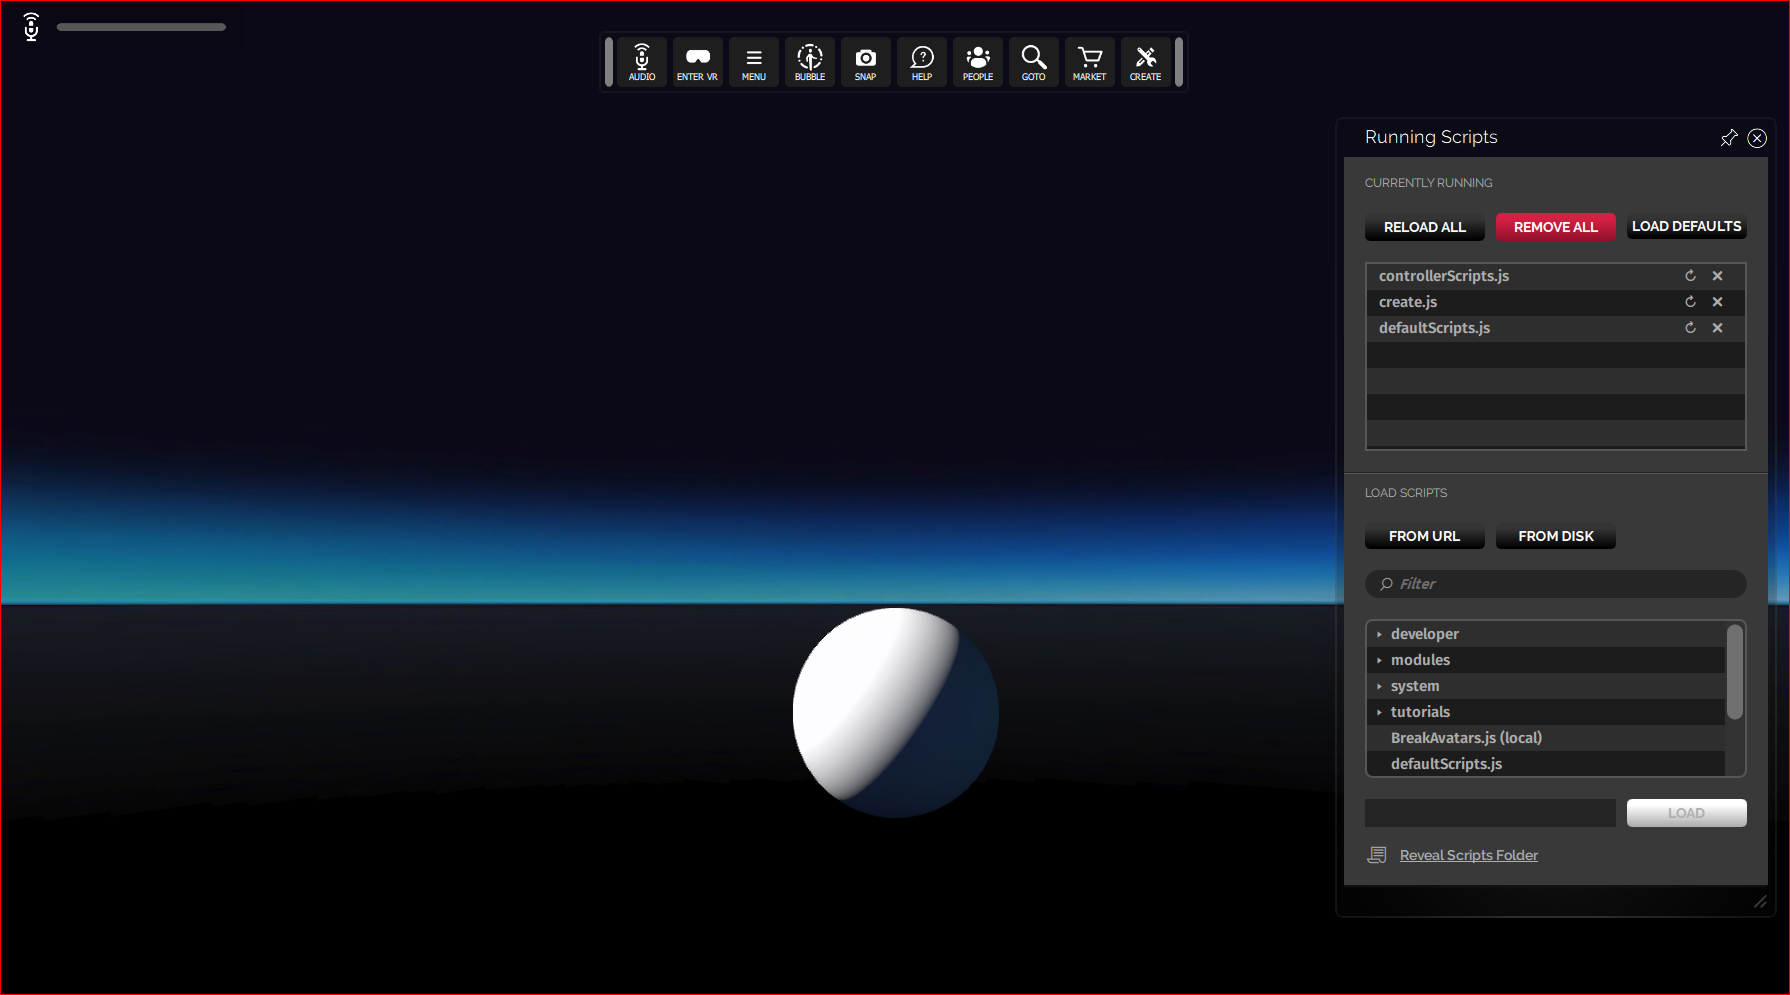 AUDIO ENTER VR MENU BUBBLE SNAP HELP PEOPLE GOTO MARKET CREATE
Running Scripts
CURRENTLY RUNNING
RELOAD ALL REMOVE ALL LOAD DEFAULTS
controllerScripts.js
create.js
defaultScripts.js
LOAD SCRIPTS
FROM URL FROM DISK
Filter
developer
modules
system
tutorials
BreakAvatars.js (local)
defaultScripts.js
LOAD
Reveal Scripts Folder